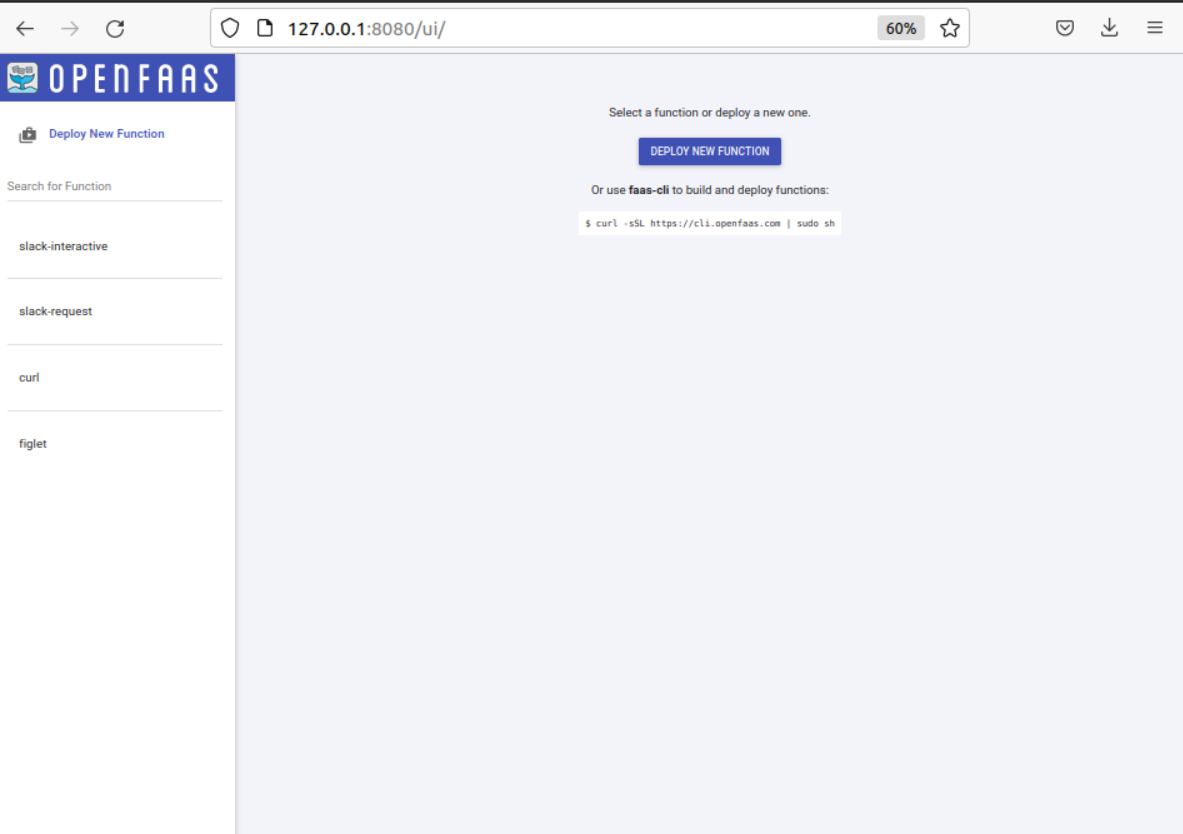 127.0.0.1:8080/ui/
60%
OPENFAAS
Deploy New Function
Search for Function
slack-interactive
slack-request
curl
figlet
Select a function or deploy a new one.
DEPLOY NEW FUNCTION
Or use faas-cli to build and deploy functions:
$ curl -sSL https://cli.openfaas.com | sudo sh